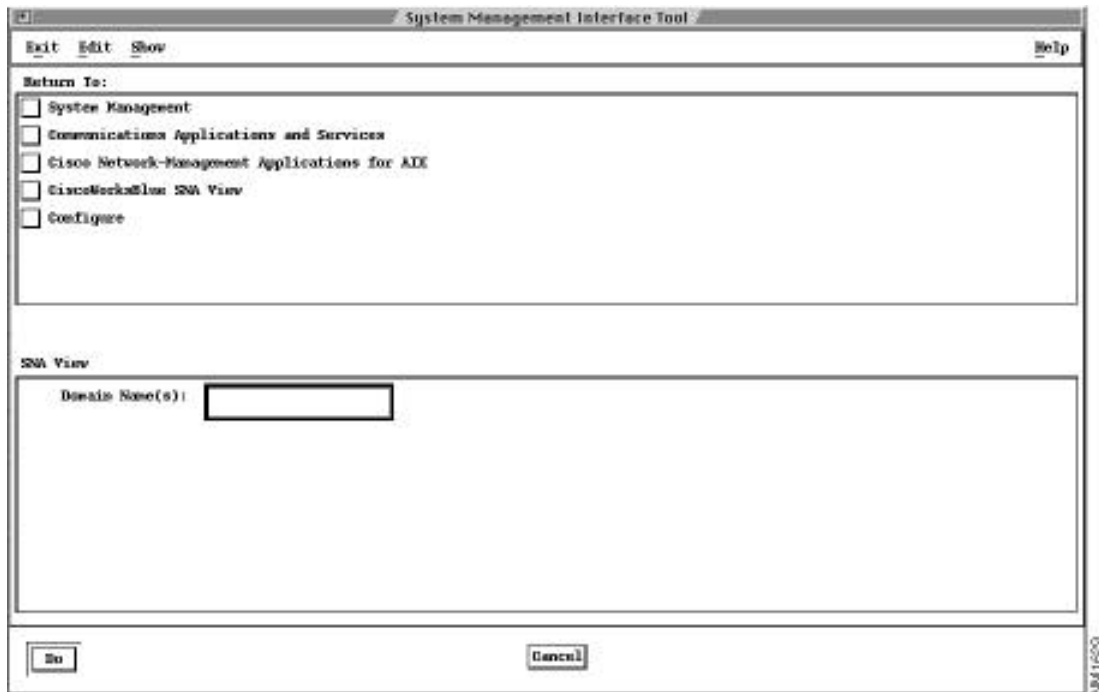 System Management Interface Tool
Exit Edit Show Help
Return To:
System Management
Communications Applications and Services
Cisco Network-Management Applications for AIX
CiscoWorksBlue SNA View
Configure
SNA View
Domain Name(s):
Do Cancel